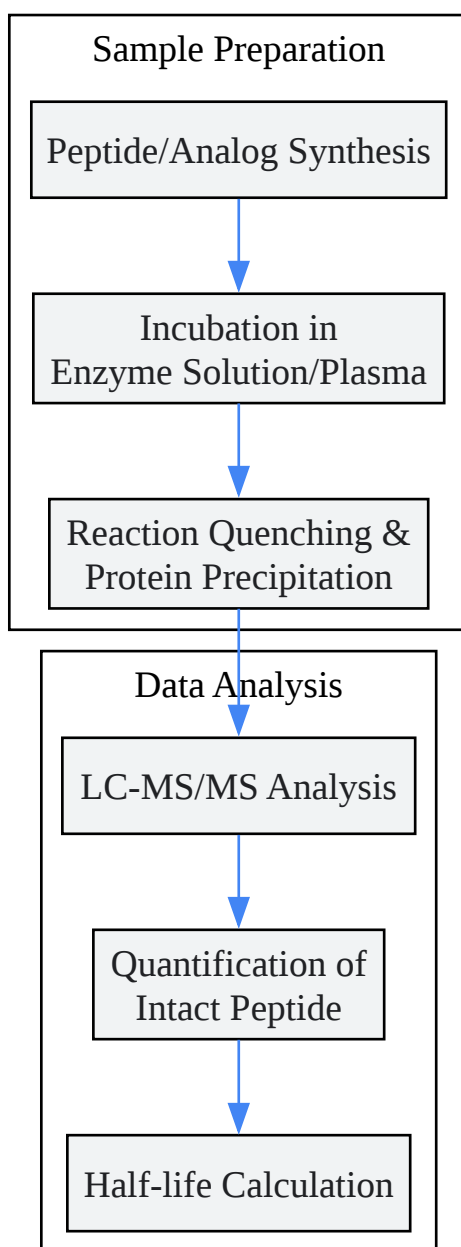 Sample Preparation
Peptide/Analog Synthesis
Incubation in
Enzyme Solution/Plasma
Reaction Quenching &
Protein Precipitation
Data Analysis
LC-MS/MS Analysis
Quantification of
Intact Peptide
Half-life Calculation